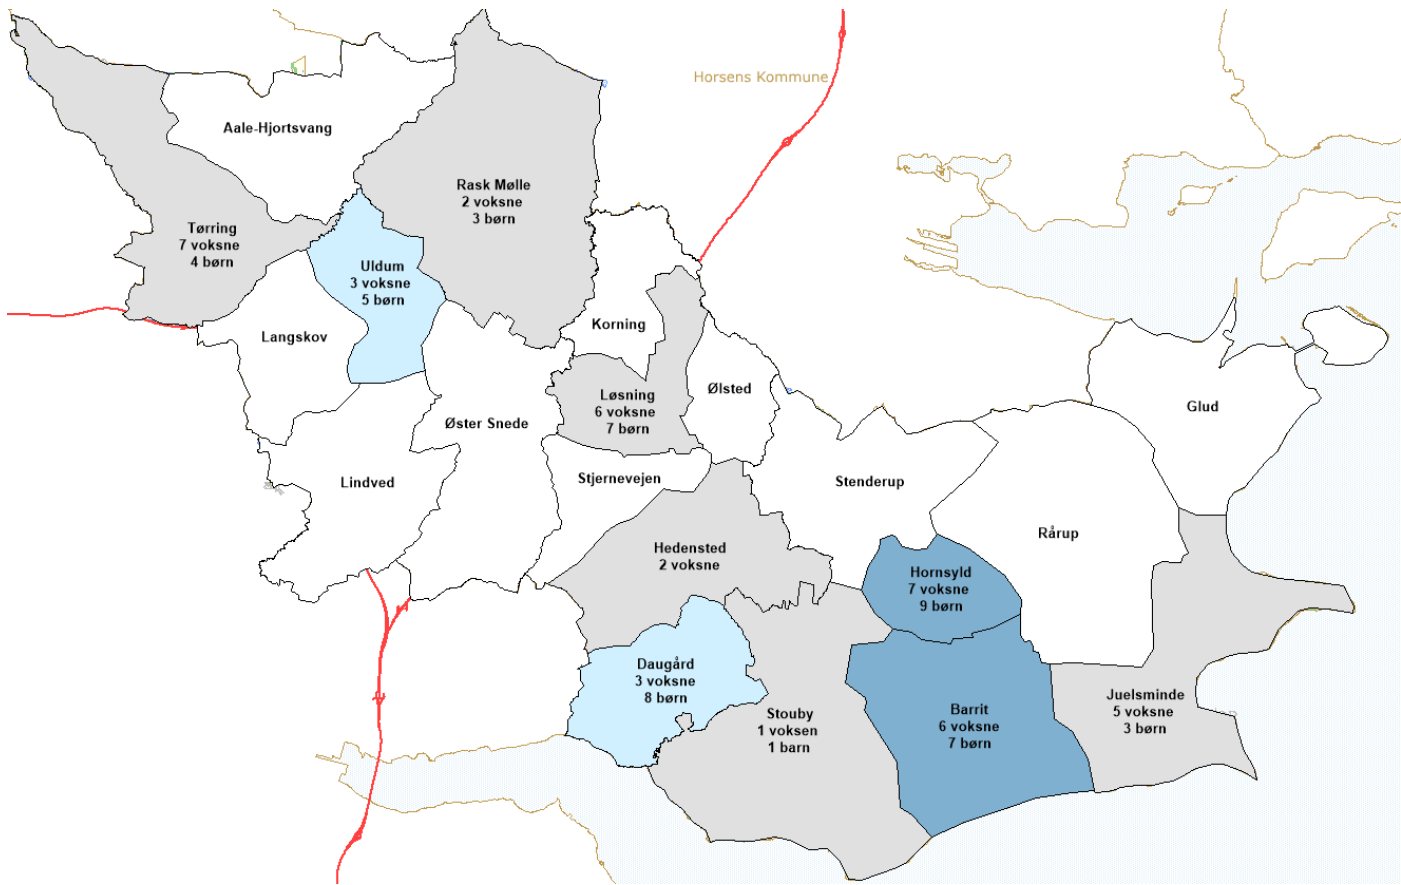 Horsens Kommune
Aale-Hjortsvang
Rask Mølle
2 voksne
3 børn
Tørring
7 voksne
4 børn
Uldum
3 voksne
5 børn
Korning
Langskov
Løsning
6 voksne
7 børn
Ølsted
Glud
Øster Snede
Lindved
Stjernevejen
Stenderup
Rårup
Hedensted
2 voksne
Hornsyld
7 voksne
9 børn
Daugård
3 voksne
8 børn
Stouby
1 voksen
1 barn
Barrit
6 voksne
7 børn
Juelsminde
5 voksne
3 børn